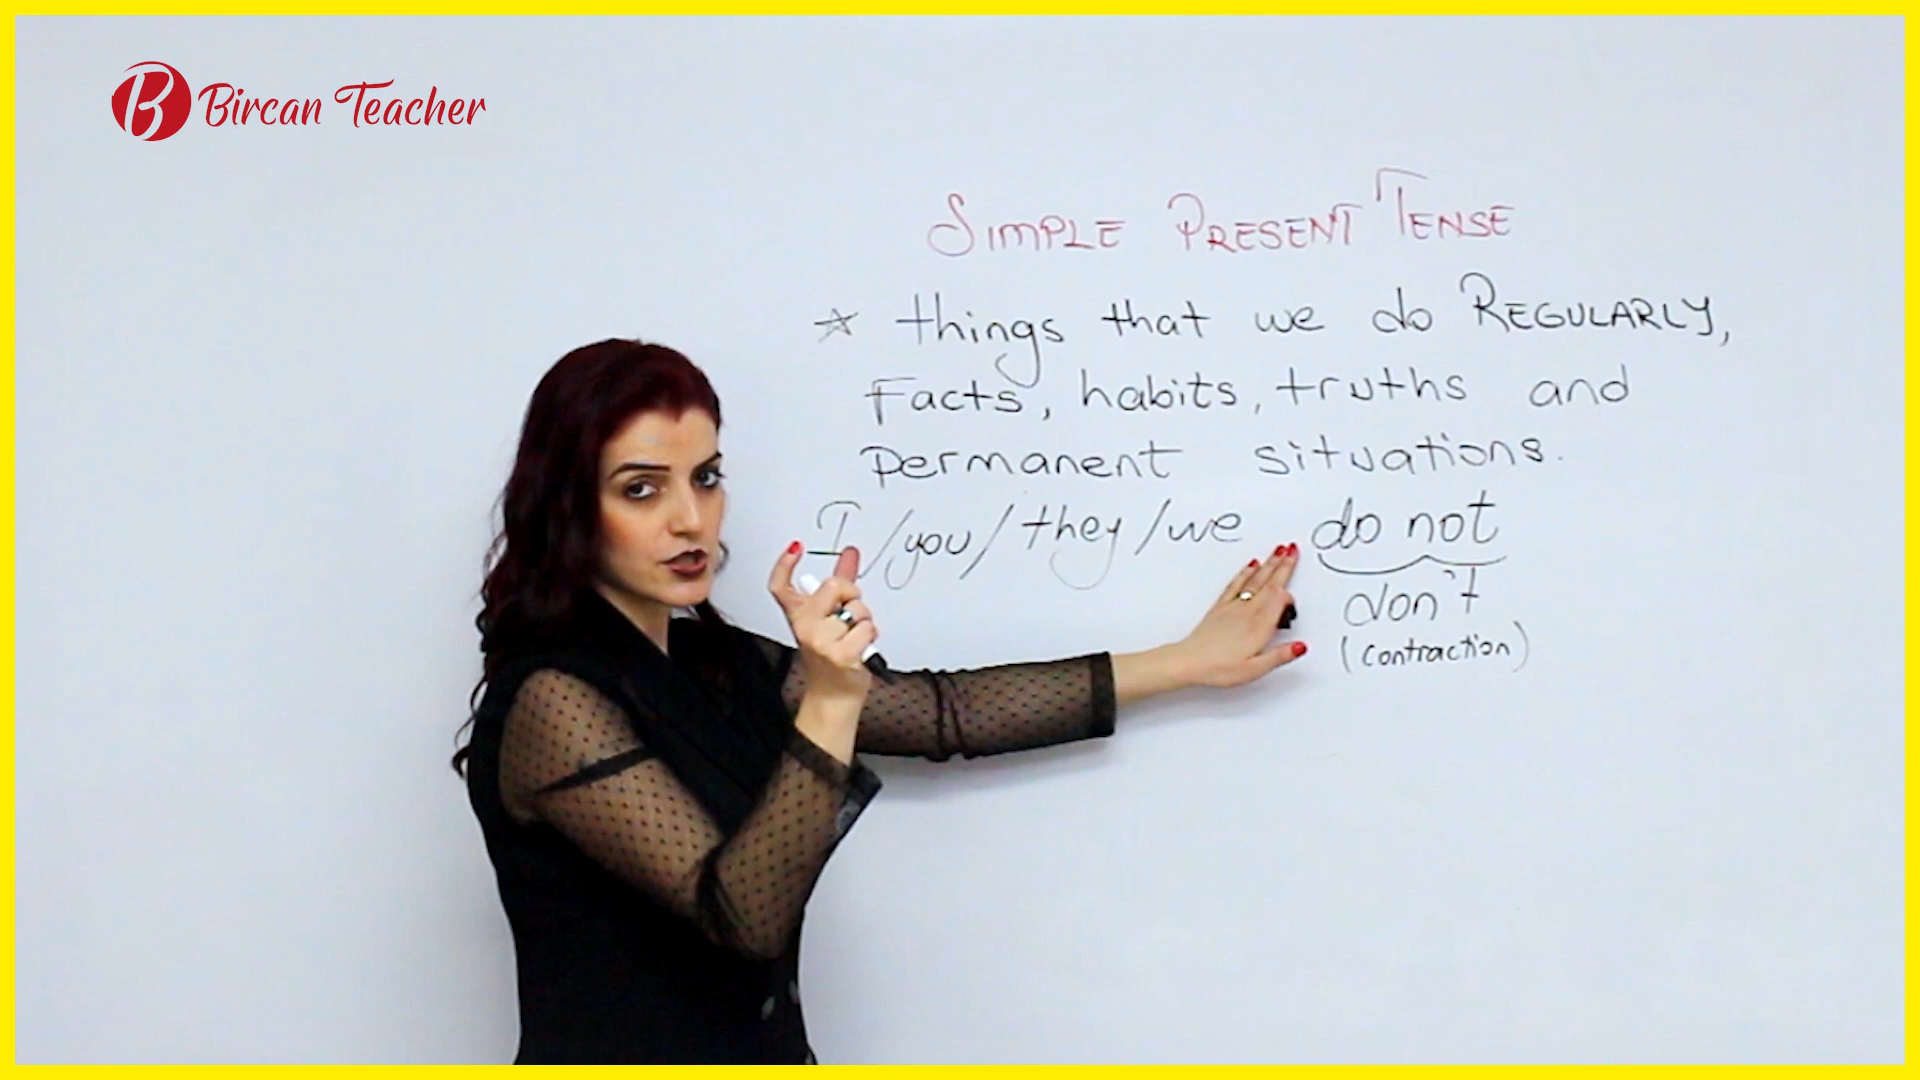 Bircan Teacher
SIMPLE PRESENT TENSE
☆ things that we do REGULARLY,
Facts, habits, truths and
permanent situations.
I/you/they/we do not
don't
(contraction)